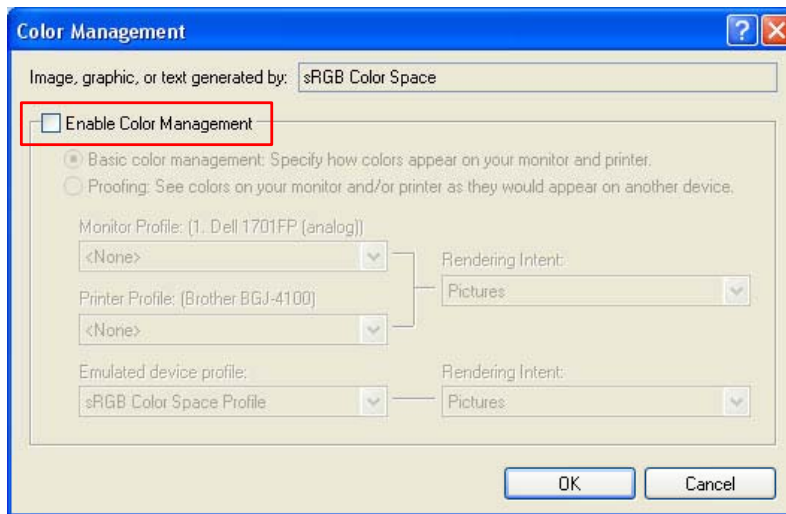 Color Management
Image, graphic, or text generated by: sRGB Color Space
Enable Color Management
Basic color management: Specify how colors appear on your monitor and printer.
Proofing: See colors on your monitor and/or printer as they would appear on another device.
Monitor Profile: (1. Dell 1701FP (analog))
<None>
Rendering Intent:
Pictures
Printer Profile: (Brother BGJ-4100)
<None>
Emulated device profile:
sRGB Color Space Profile
Rendering Intent:
Pictures
OK
Cancel